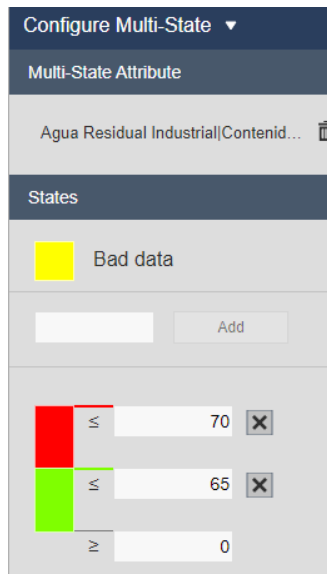 Configure Multi-State ▼
Multi-State Attribute
Agua Residual Industrial|Contenid...
States
Bad data
Add
≤ 70
≤ 65
≥ 0